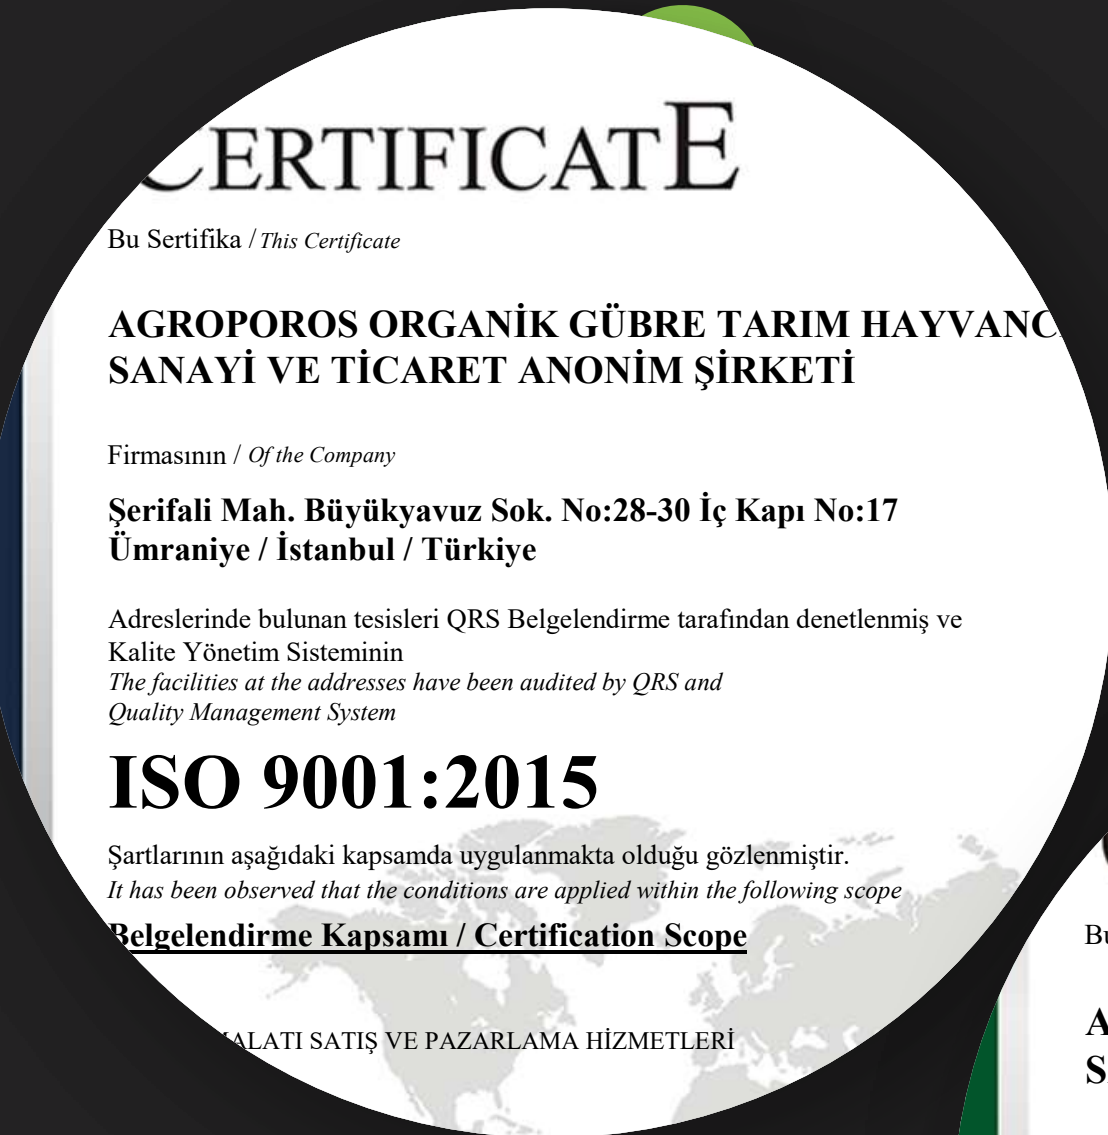 CERTIFICATE
Bu Sertifika / This Certificate
AGROPOROS ORGANİK GÜBRE TARIM
SANAYİ VE TİCARET ANONİM ŞİRKETİ
Firmasının / Of the Company
Şerifali Mah. Büyükyavuz Sok. No:28-30 İç Kapı No:17
Ümraniye / İstanbul / Türkiye
Adreslerinde bulunan tesisleri QRS Belgelendirme tarafından denetlenmiş ve
Kalite Yönetim Sisteminin
The facilities at the addresses have been audited by QRS and
Quality Management System
ISO 9001:2015
Şartlarının aşağıdaki kapsamda uygulanmakta olduğu gözlenmiştir.
It has been observed that the conditions are applied within the following scope
Belgelendirme Kapsamı / Certification Scope
SATIŞ VE PAZARLAMA HİZMETLERİ